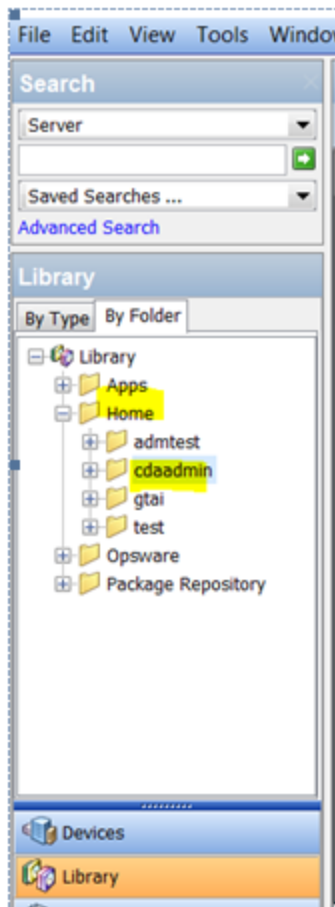 File Edit View Tools Window
Search
Server
Saved Searches ...
Advanced Search
Library
By Type By Folder
Library
Apps
Home
admtest
cdaadmin
gtai
test
Opsware
Package Repository
Devices
Library